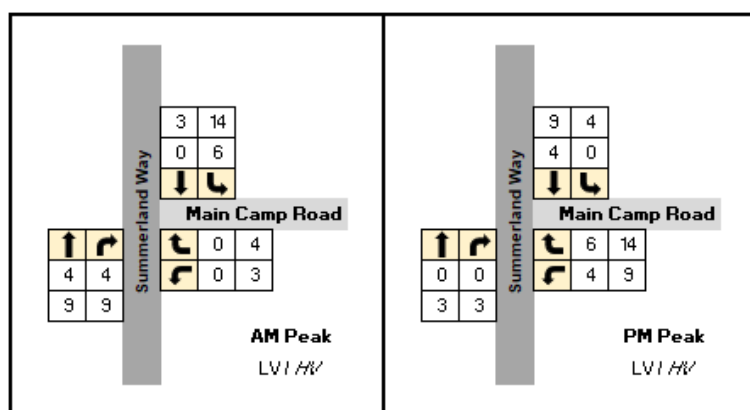 3 14
0 6
Summerland Way
Main Camp Road
0 4
4 4
0 3
9 9
AM Peak
LV / HV
9 4
4 0
Summerland Way
Main Camp Road
6 14
0 0
4 9
3 3
PM Peak
LV / HV